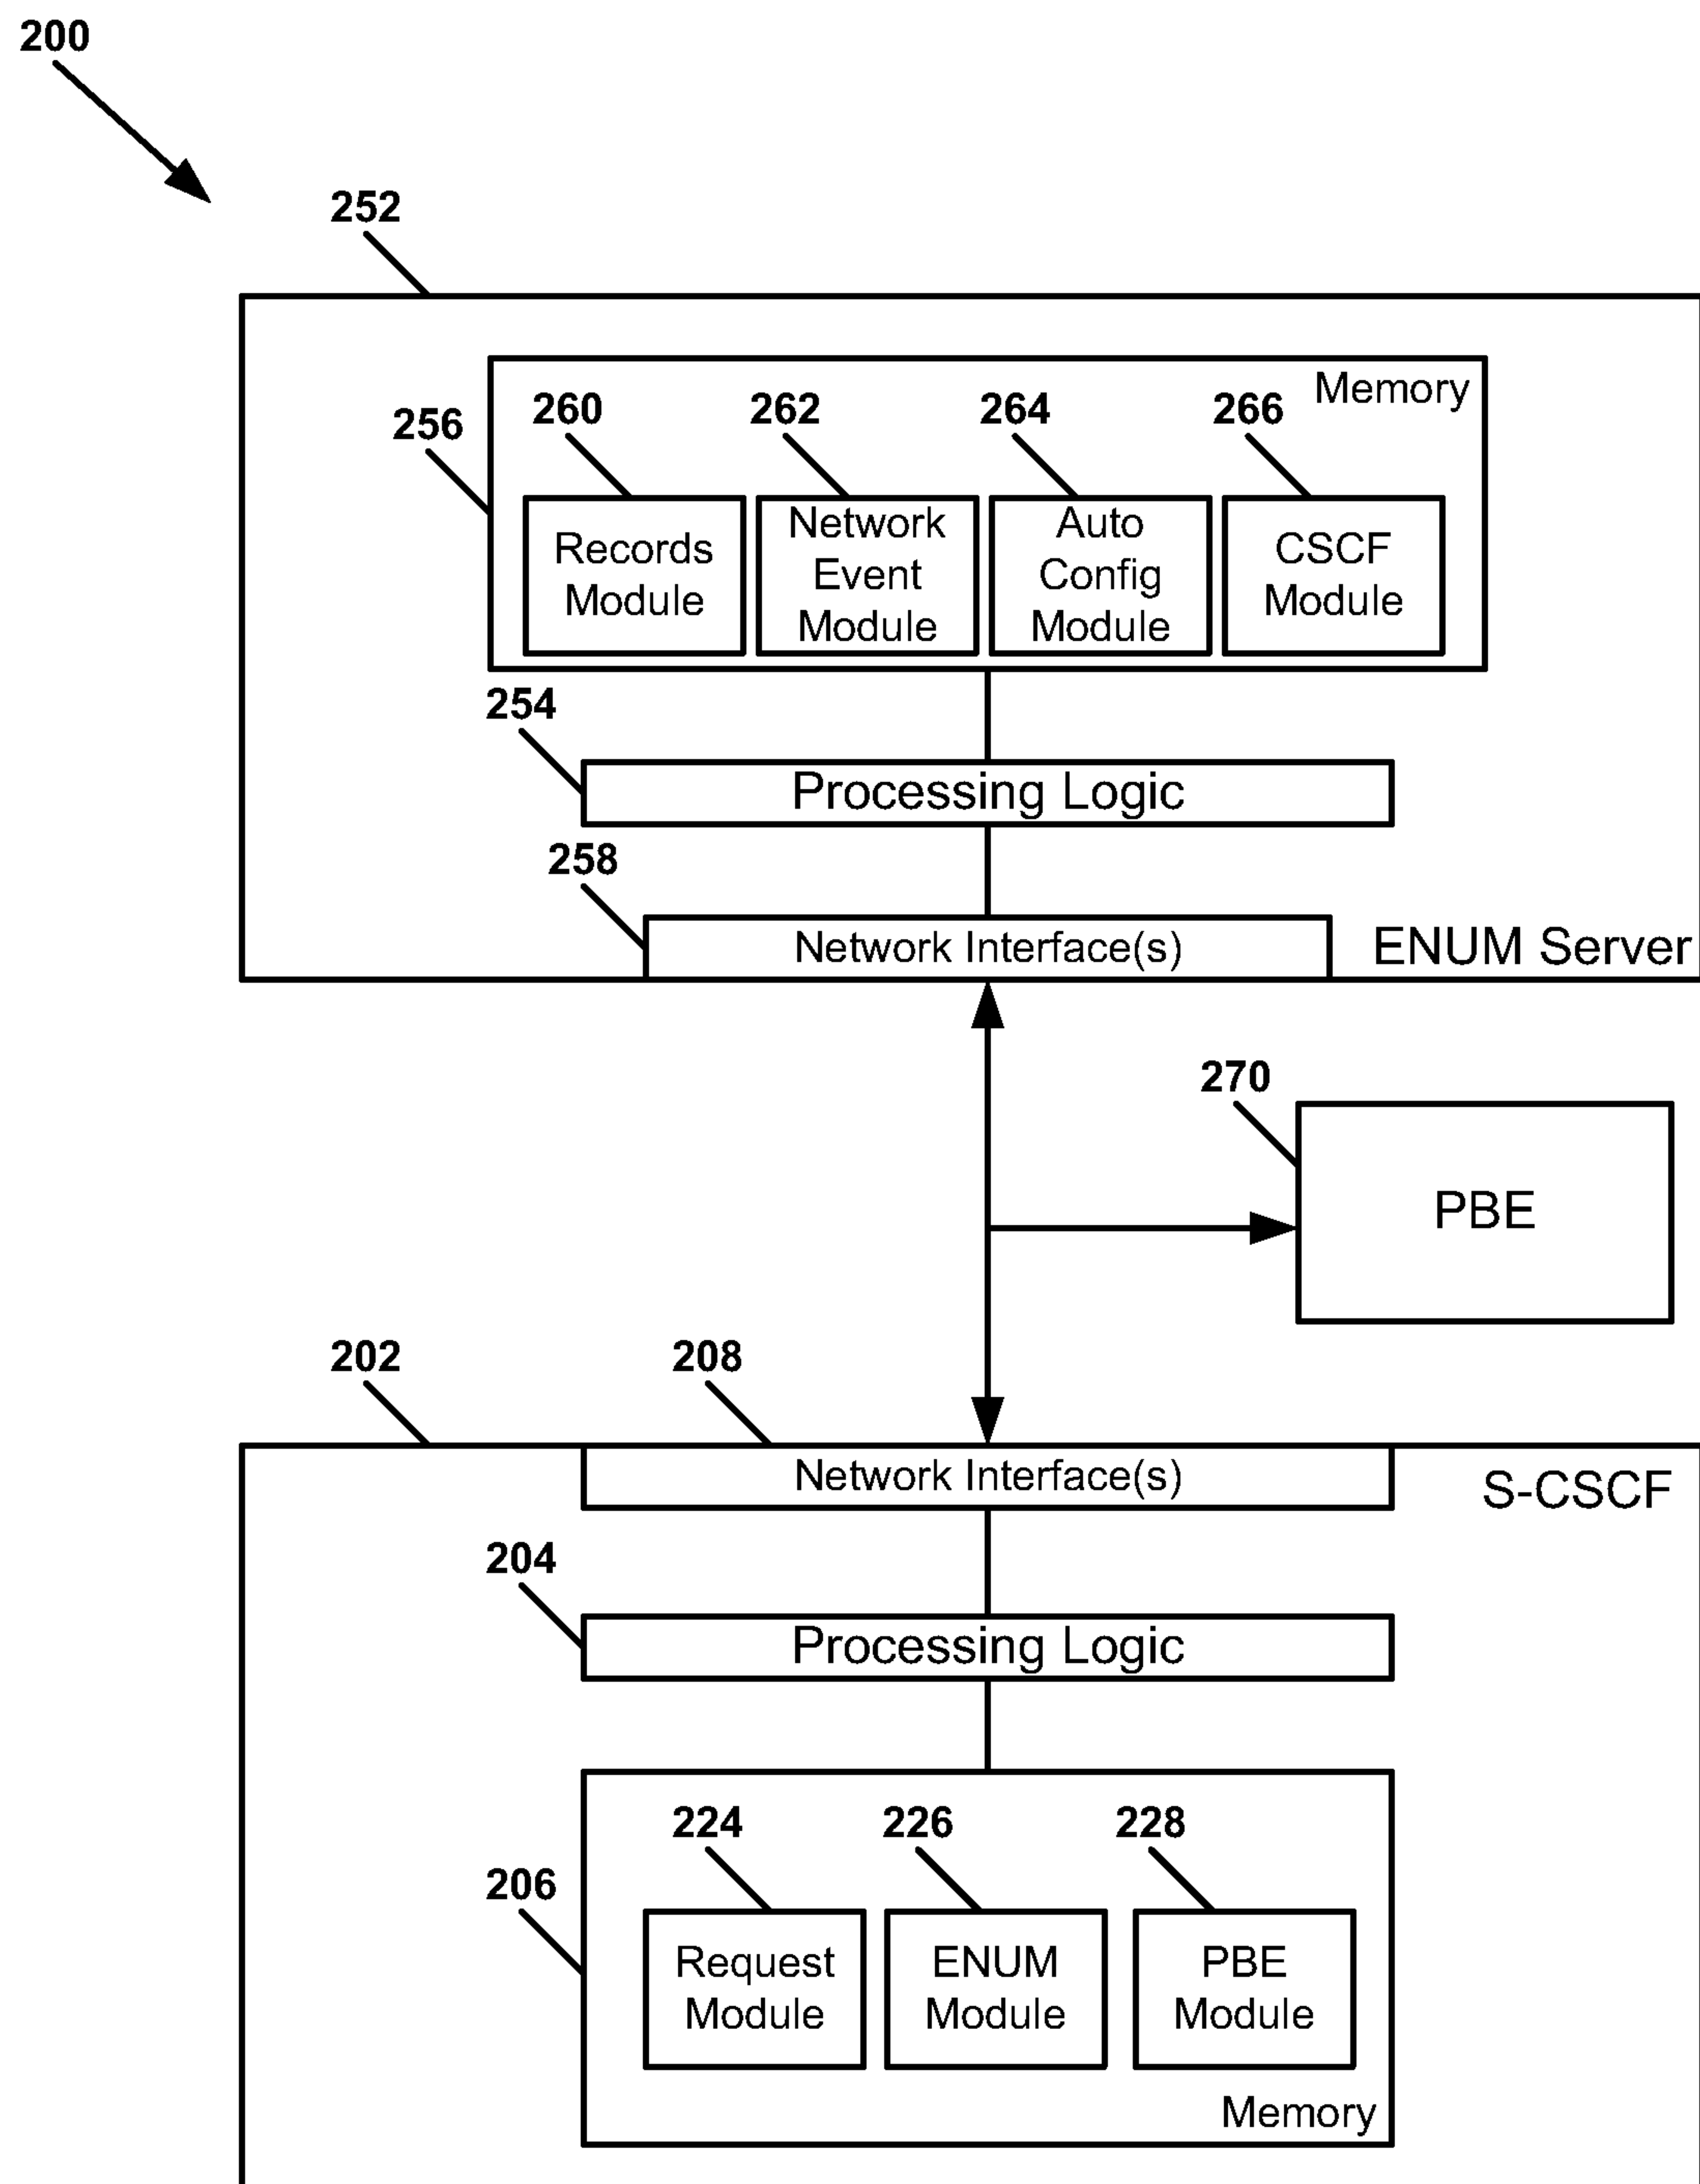 200
252
Memory
256
260
262
264
266
Records
Module
Network
Event
Module
Auto
Config
Module
CSCF
Module
254
Processing Logic
258
Network Interface(s)
ENUM Server
270
PBE
202
208
Network Interface(s)
S-CSCF
204
Processing Logic
224
226
228
206
Request
Module
ENUM
Module
PBE
Module
Memory